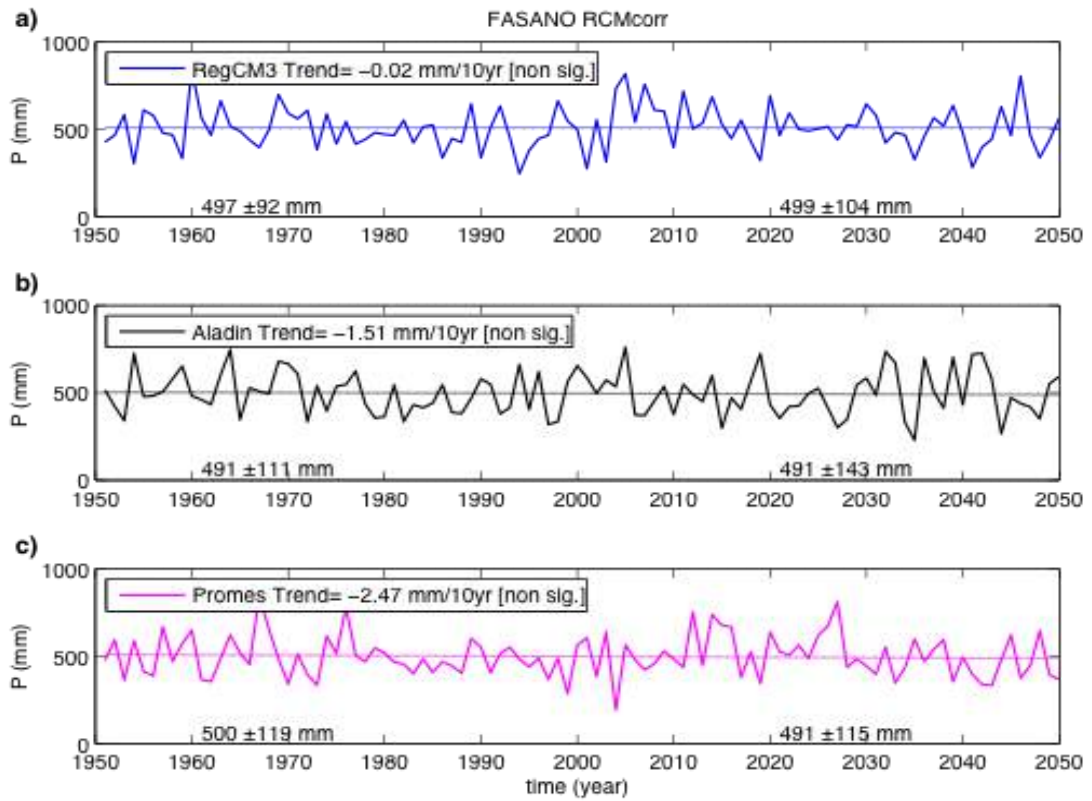 a)
FASANO RCMcorr
1000
RegCM3 Trend= −0.02 mm/10yr [non sig.]
P (mm)
500
497 ±92 mm
499 ±104 mm
0
1950 1960 1970 1980 1990 2000 2010 2020 2030 2040 2050
b)
1000
Aladin Trend= −1.51 mm/10yr [non sig.]
P (mm)
500
491 ±111 mm
491 ±143 mm
0
1950 1960 1970 1980 1990 2000 2010 2020 2030 2040 2050
c)
1000
Promes Trend= −2.47 mm/10yr [non sig.]
P (mm)
500
500 ±119 mm
491 ±115 mm
0
1950 1960 1970 1980 1990 2000 2010 2020 2030 2040 2050
time (year)